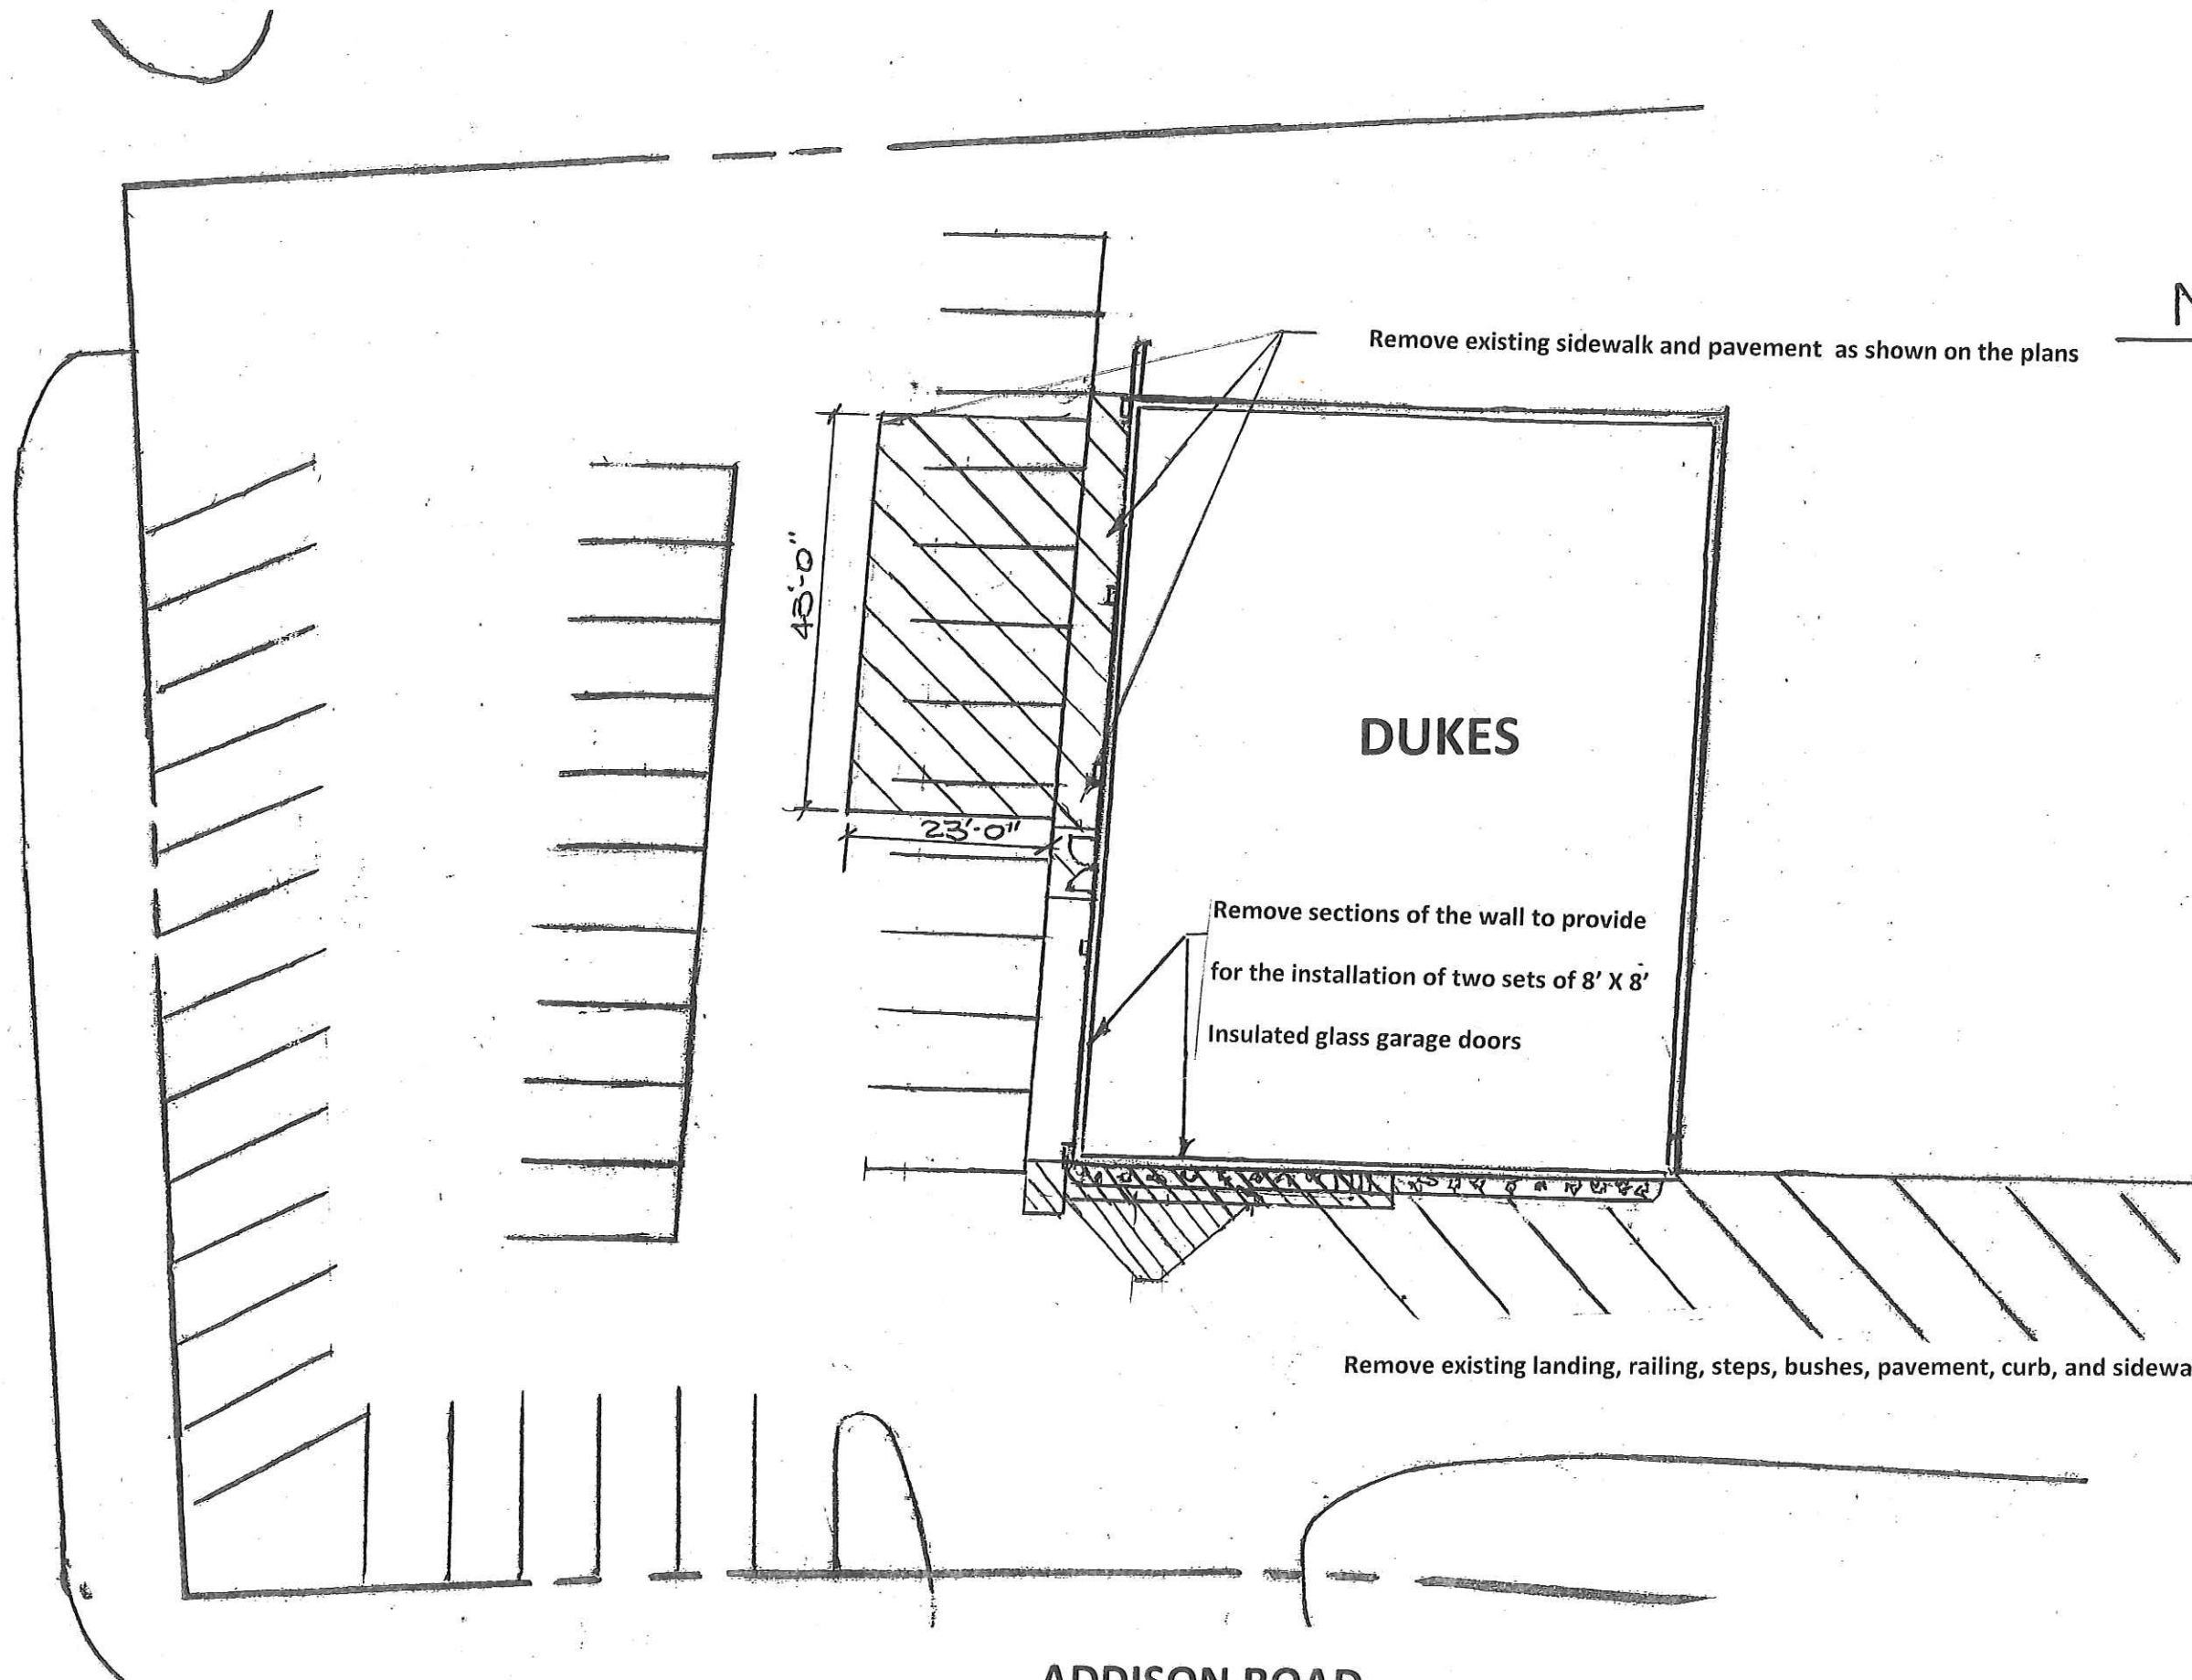 N
Remove existing sidewalk and pavement as shown on the plans
43'-0"
DUKES
23'-0"
Remove sections of the wall to provide
for the installation of two sets of 8' X 8'
Insulated glass garage doors
Remove existing landing, railing, steps, bushes, pavement, curb, and sidewa
ADDISON ROAD